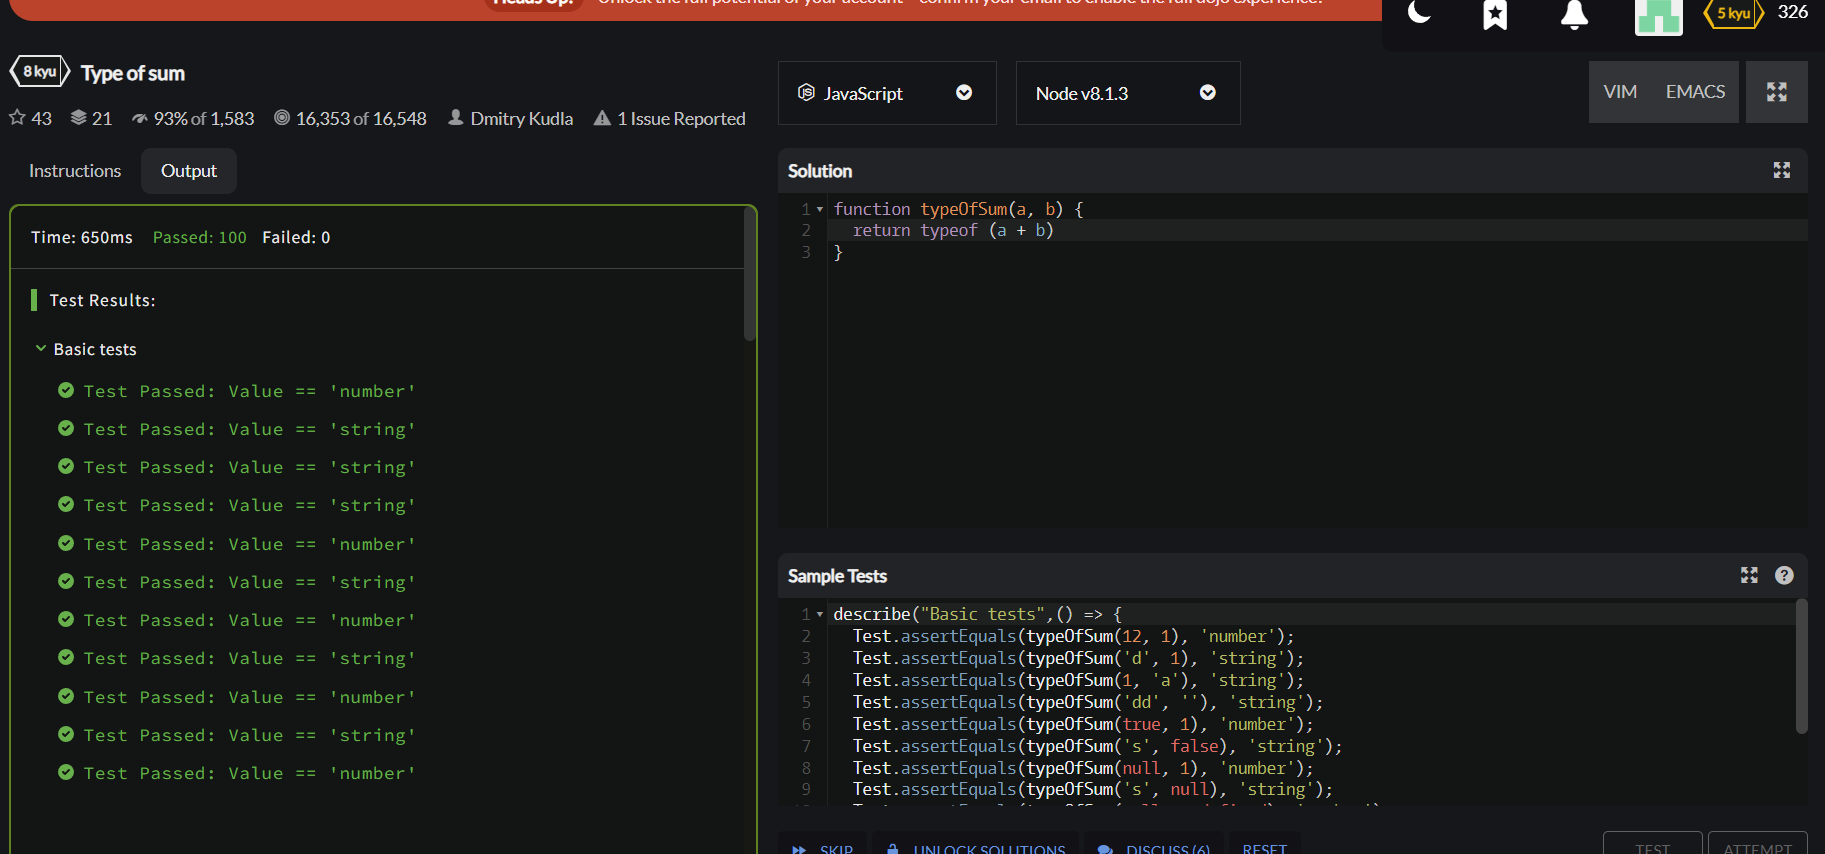 Heads Up! Unlock the full potential of your account - confirm your email to enable the full dojo experience!
5 kyu 326
8 kyu Type of sum
43 21 93% of 1,583 16,353 of 16,548 Dmitry Kudla 1 Issue Reported
Instructions Output
Time: 650ms Passed: 100 Failed: 0
Test Results:
Basic tests
Test Passed: Value == 'number'
Test Passed: Value == 'string'
Test Passed: Value == 'string'
Test Passed: Value == 'string'
Test Passed: Value == 'number'
Test Passed: Value == 'string'
Test Passed: Value == 'number'
Test Passed: Value == 'string'
Test Passed: Value == 'number'
Test Passed: Value == 'string'
Test Passed: Value == 'number'
JS JavaScript Node v8.1.3 VIM EMACS
Solution
1 function typeOfSum(a, b) {
2 return typeof (a + b)
3 }
Sample Tests ?
1 describe("Basic tests",() => {
2 Test.assertEquals(typeOfSum(12, 1), 'number');
3 Test.assertEquals(typeOfSum('d', 1), 'string');
4 Test.assertEquals(typeOfSum(1, 'a'), 'string');
5 Test.assertEquals(typeOfSum('dd', ''), 'string');
6 Test.assertEquals(typeOfSum(true, 1), 'number');
7 Test.assertEquals(typeOfSum('s', false), 'string');
8 Test.assertEquals(typeOfSum(null, 1), 'number');
9 Test.assertEquals(typeOfSum('s', null), 'string');
SKIP UNLOCK SOLUTIONS DISCUSS (6) RESET TEST ATTEMPT